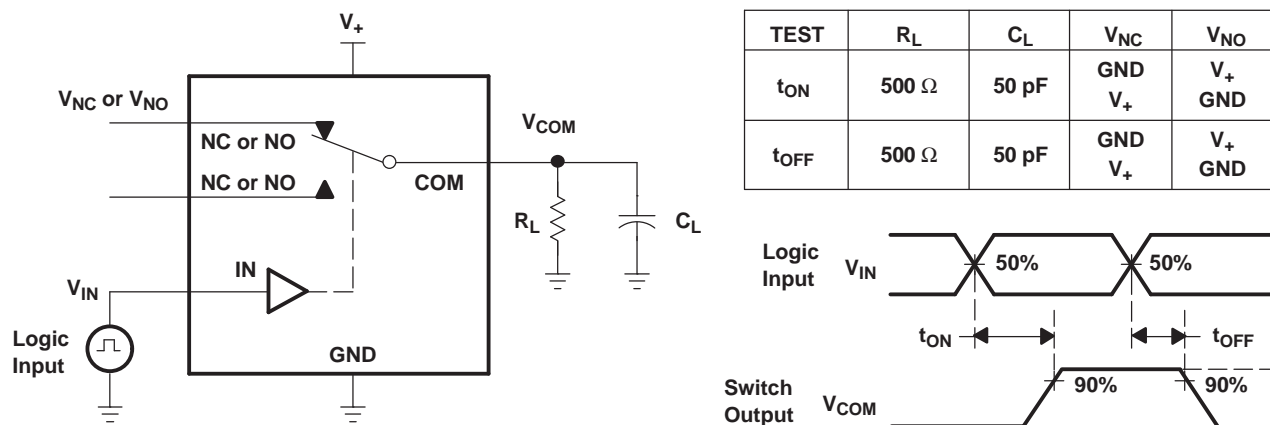 V+
VNC or VNO
NC or NO
NC or NO
COM
VCOM
RL
CL
IN
VIN
Logic
Input
GND
TEST RL CL VNC VNO
tON 500 Ω 50 pF GND V+
V+ GND
tOFF 500 Ω 50 pF GND V+
V+ GND
Logic
Input
VIN
50% 50%
tON tOFF
90% 90%
Switch
Output
VCOM